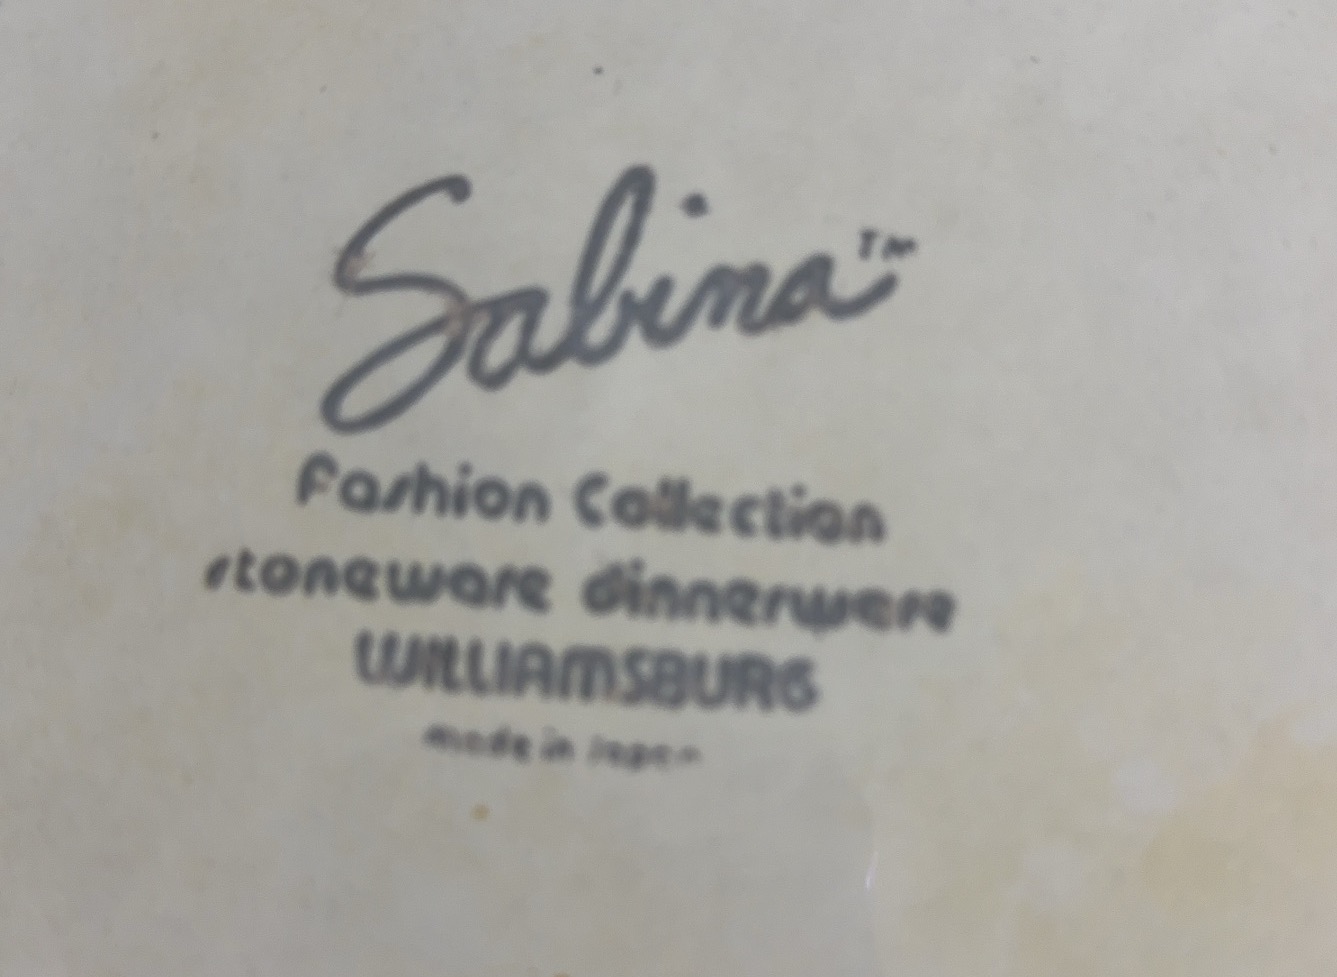 Sabina™
Fashion Collection
stoneware dinnerware
WILLIAMSBURG
made in Japan